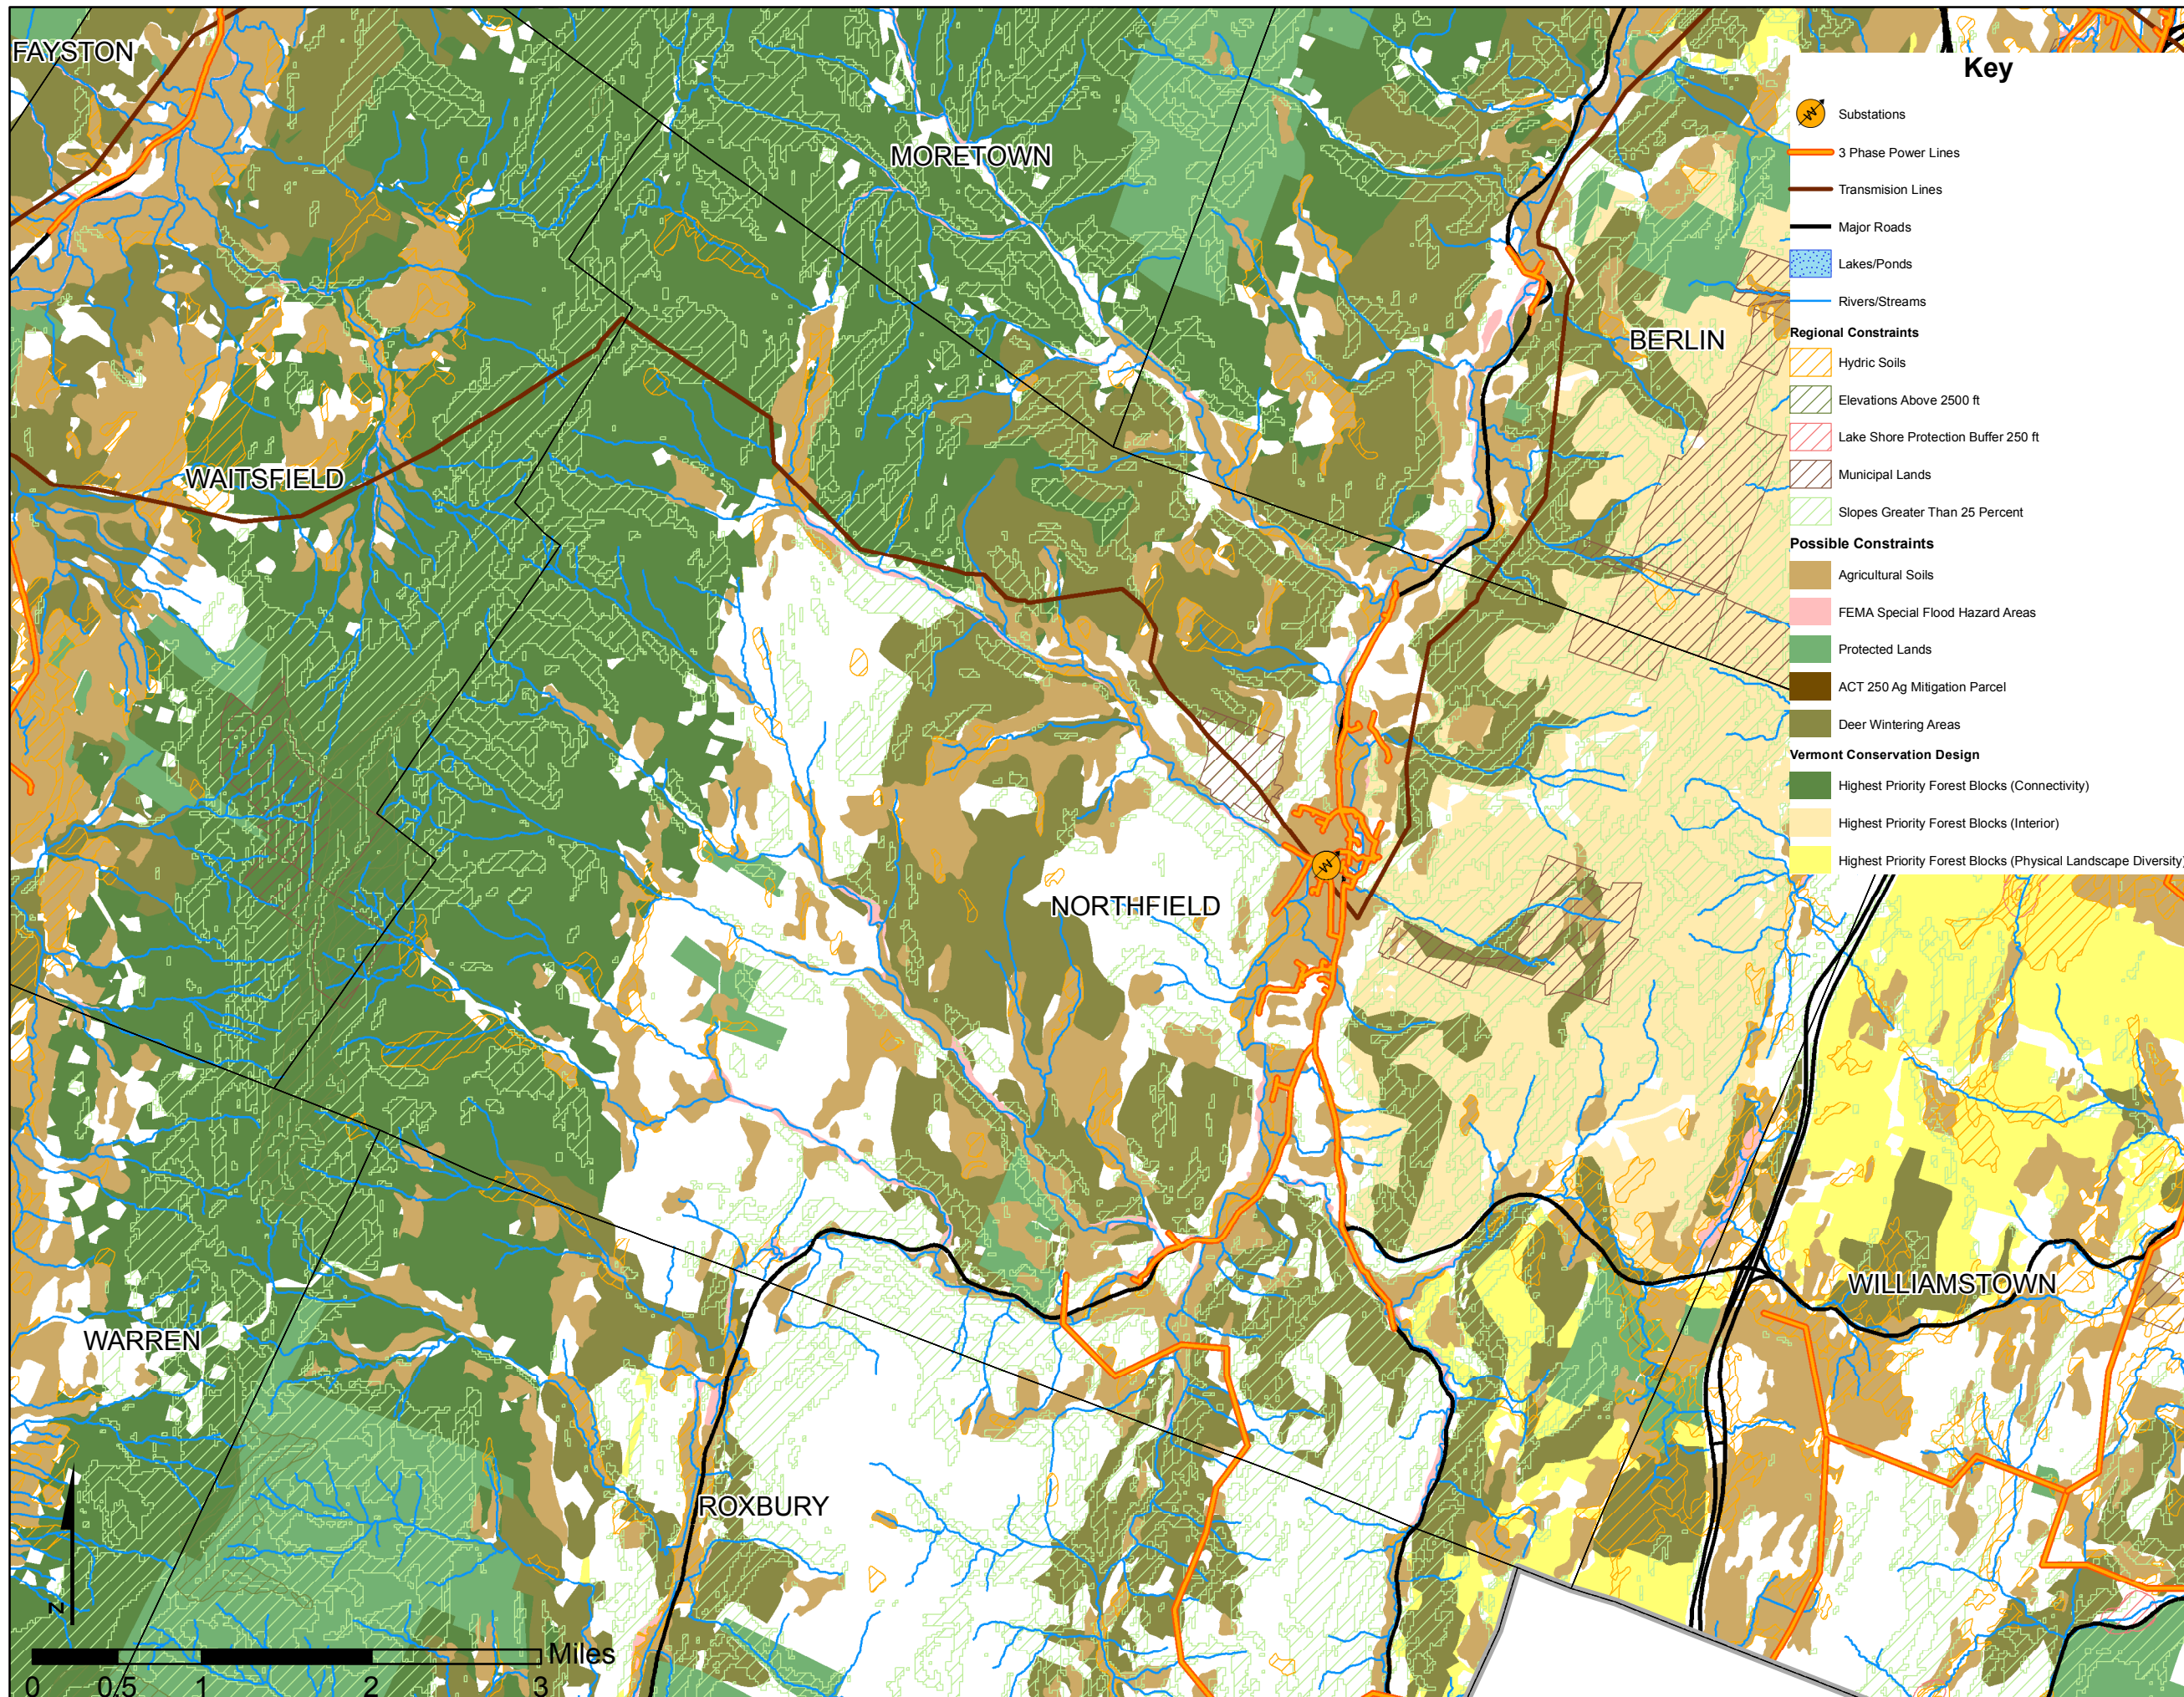 FAYSTON
MORETOWN
BERLIN
WAITSFIELD
NORTHFIELD
WILLIAMSTOWN
WARREN
ROXBURY
Key
Substations
3 Phase Power Lines
Transmision Lines
Major Roads
Lakes/Ponds
Rivers/Streams
Regional Constraints
Hydric Soils
Elevations Above 2500 ft
Lake Shore Protection Buffer 250 ft
Municipal Lands
Slopes Greater Than 25 Percent
Possible Constraints
Agricultural Soils
FEMA Special Flood Hazard Areas
Protected Lands
ACT 250 Ag Mitigation Parcel
Deer Wintering Areas
Vermont Conservation Design
Highest Priority Forest Blocks (Connectivity)
Highest Priority Forest Blocks (Interior)
Highest Priority Forest Blocks (Physical Landscape Diversity)
N
Miles
0 0.5 1 2 3